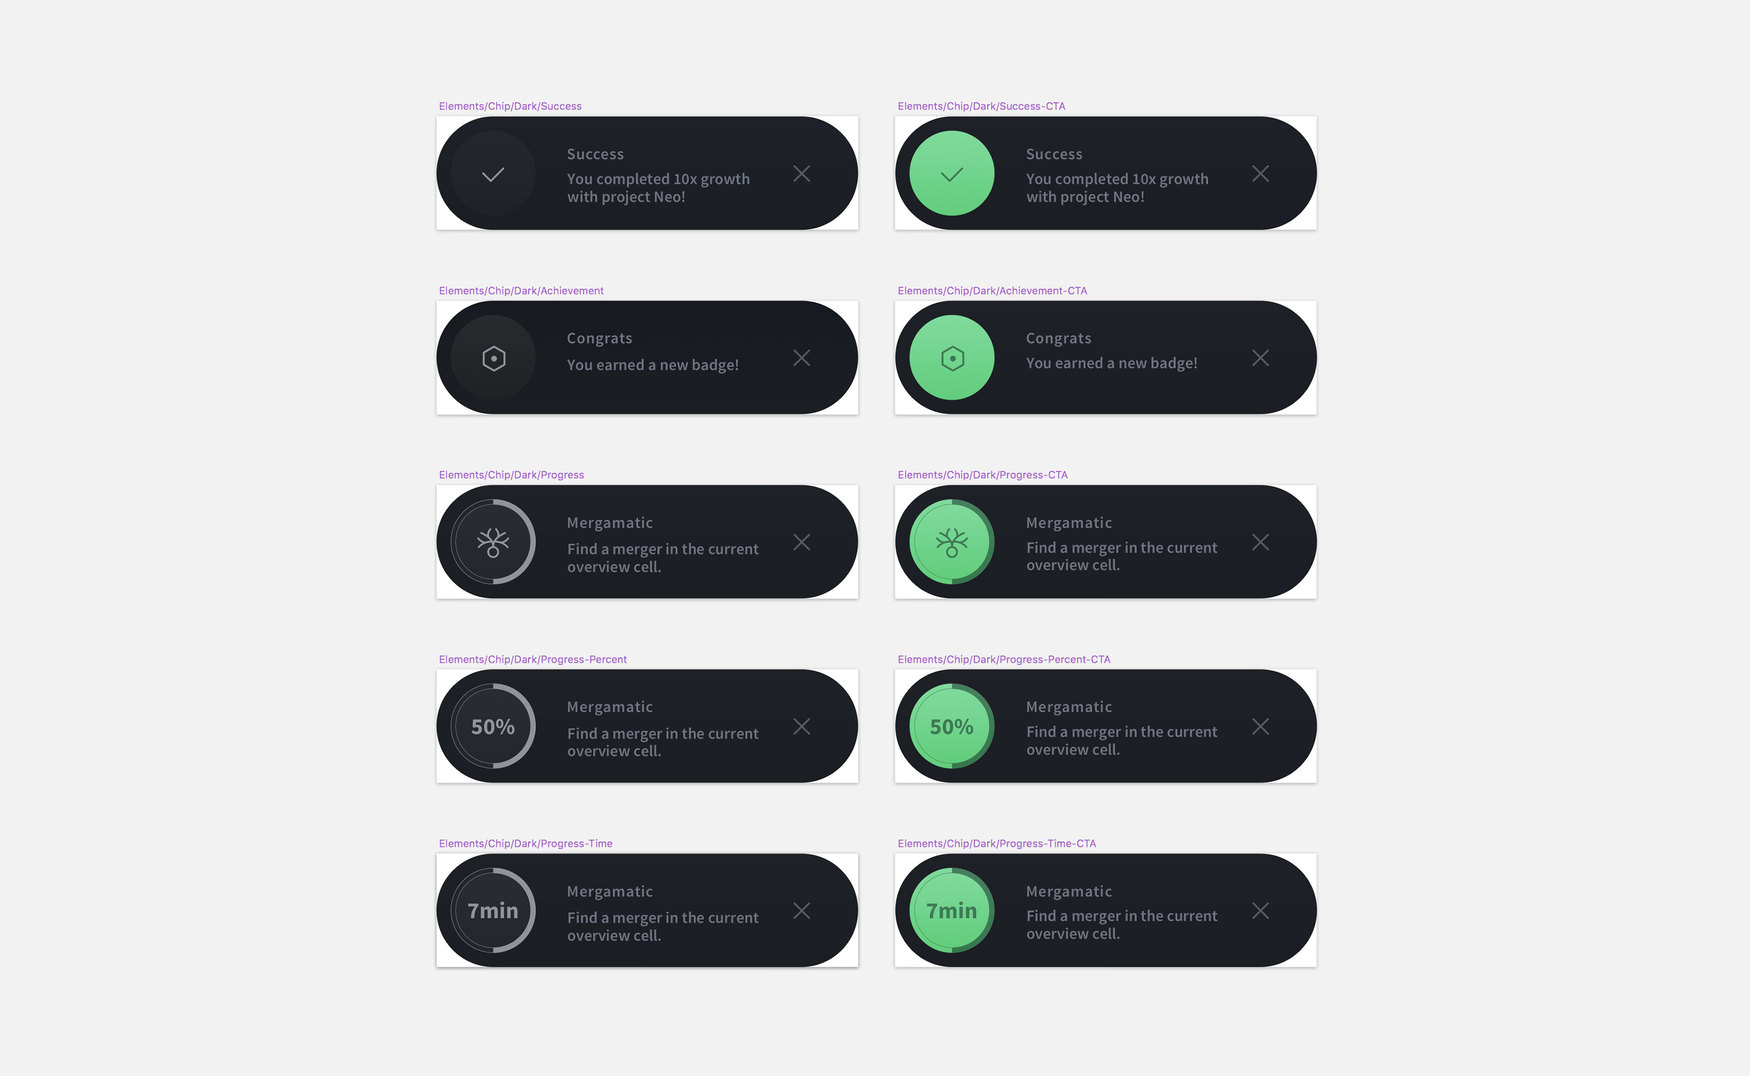 Elements/Chip/Dark/Success
Success
You completed 10x growth
with project Neo!
Elements/Chip/Dark/Success-CTA
Success
You completed 10x growth
with project Neo!
Elements/Chip/Dark/Achievement
Congrats
You earned a new badge!
Elements/Chip/Dark/Achievement-CTA
Congrats
You earned a new badge!
Elements/Chip/Dark/Progress
Mergamatic
Find a merger in the current
overview cell.
Elements/Chip/Dark/Progress-CTA
Mergamatic
Find a merger in the current
overview cell.
Elements/Chip/Dark/Progress-Percent
50%
Mergamatic
Find a merger in the current
overview cell.
Elements/Chip/Dark/Progress-Percent-CTA
50%
Mergamatic
Find a merger in the current
overview cell.
Elements/Chip/Dark/Progress-Time
7min
Mergamatic
Find a merger in the current
overview cell.
Elements/Chip/Dark/Progress-Time-CTA
7min
Mergamatic
Find a merger in the current
overview cell.